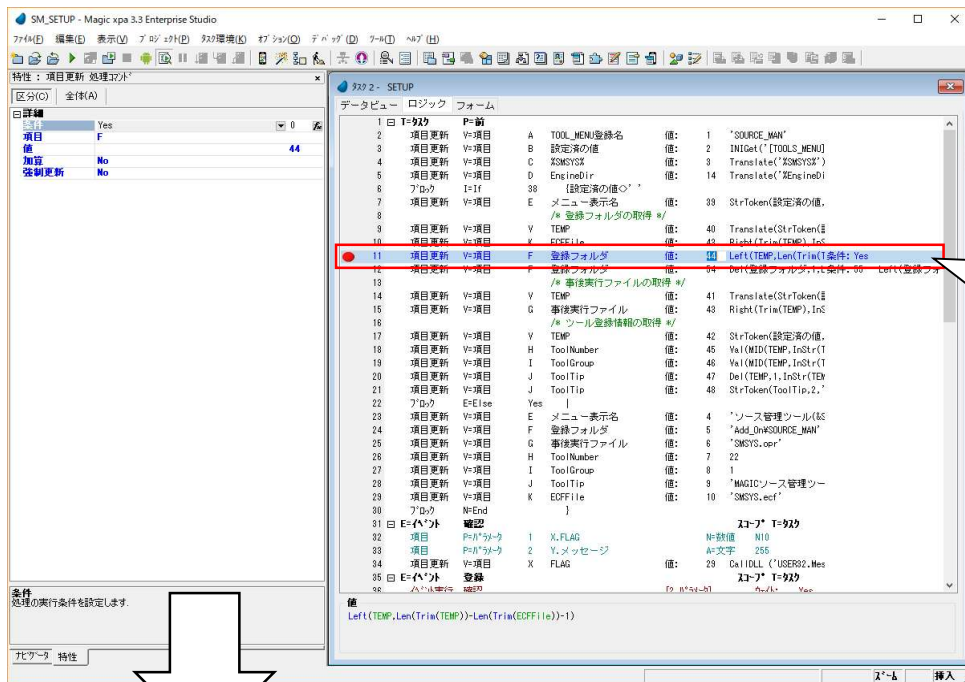 SM_SETUP - Magic xpa 3.3 Enterprise Studio
ﾌｧｲﾙ(F) 編集(E) 表示(V) ﾌﾟﾛｼﾞｪｸﾄ(P) ﾀｽｸ環境(K) ｵﾌﾟｼｮﾝ(O) ﾃﾞﾊﾞｯｸﾞ(D) ﾂｰﾙ(T) ﾍﾙﾌﾟ(H)
特性 : 項目更新 処理ｺﾏﾝﾄﾞ
区分(C) 全体(A)
詳細
条件 Yes 0
項目 F
値 44
加算 No
強制更新 No
条件
処理の実行条件を設定します.
ﾅﾋﾞｹﾞｰﾀ 特性
ﾀｽｸ 2 - SETUP
データビュー ロジック フォーム
1 T=ﾀｽｸ P=前
2 項目更新 V=項目 A TOOL_MENU登録名 値: 1 'SOURCE_MAN'
3 項目更新 V=項目 B 設定済の値 値: 2 INIGet('[TOOLS_MENU]
4 項目更新 V=項目 C %SMSYS% 値: 3 Translate('%SMSYS%')
5 項目更新 V=項目 D EngineDir 値: 14 Translate('%EngineDi
6 ﾌﾞﾛｯｸ I=If 38 {設定済の値<>' '
7 項目更新 V=項目 E メニュー表示名 値: 39 StrToken(設定済の値,
8 /* 登録フォルダの取得 */
9 項目更新 V=項目 Y TEMP 値: 40 Translate(StrToken(設
10 項目更新 V=項目 K ECFFile 値: 43 Right(Trim(TEMP),InS
11 項目更新 V=項目 F 登録フォルダ 値: 44 Left(TEMP,Len(Trim(T条件: Yes
12 項目更新 V=項目 F 登録フォルダ 値: 54 Del(登録フォルダ,1,L条件: 55 Left(登録フォ
13 /* 事後実行ファイルの取得 */
14 項目更新 V=項目 Y TEMP 値: 41 Translate(StrToken(設
15 項目更新 V=項目 G 事後実行ファイル 値: 43 Right(Trim(TEMP),InS
16 /* ツール登録情報の取得 */
17 項目更新 V=項目 Y TEMP 値: 42 StrToken(設定済の値,
18 項目更新 V=項目 H ToolNumber 値: 45 Val(MID(TEMP,InStr(T
19 項目更新 V=項目 I ToolGroup 値: 46 Val(MID(TEMP,InStr(T
20 項目更新 V=項目 J ToolTip 値: 47 Del(TEMP,1,InStr(TEM
21 項目更新 V=項目 J ToolTip 値: 48 StrToken(ToolTip,2,'
22 ﾌﾞﾛｯｸ E=Else Yes |
23 項目更新 V=項目 E メニュー表示名 値: 4 'ソース管理ツール(&S
24 項目更新 V=項目 F 登録フォルダ 値: 5 'Add_On¥SOURCE_MAN'
25 項目更新 V=項目 G 事後実行ファイル 値: 6 'SMSYS.opr'
26 項目更新 V=項目 H ToolNumber 値: 7 22
27 項目更新 V=項目 I ToolGroup 値: 8 1
28 項目更新 V=項目 J ToolTip 値: 9 'MAGICソース管理ツー
29 項目更新 V=項目 K ECFFile 値: 10 'SMSYS.ecf'
30 ﾌﾞﾛｯｸ N=End }
31 E=ｲﾍﾞﾝﾄ 確認 ｽｺｰﾌﾟ T=ﾀｽｸ
32 項目 P=ﾊﾟﾗﾒｰﾀ 1 X.FLAG N=数値 N10
33 項目 P=ﾊﾟﾗﾒｰﾀ 2 Y.メッセージ A=文字 255
34 項目更新 V=項目 X FLAG 値: 29 CallDLL ('USER32.Mes
35 E=ｲﾍﾞﾝﾄ 登録 ｽｺｰﾌﾟ T=ﾀｽｸ
36 ｲﾍﾞﾝﾄ実行 確認 [2 ﾊﾟﾗﾒｰﾀ] ｳｪｲﾄ: Yes
値
Left(TEMP,Len(Trim(TEMP))-Len(Trim(ECFFile))-1)
ｽﾞｰﾑ 挿入